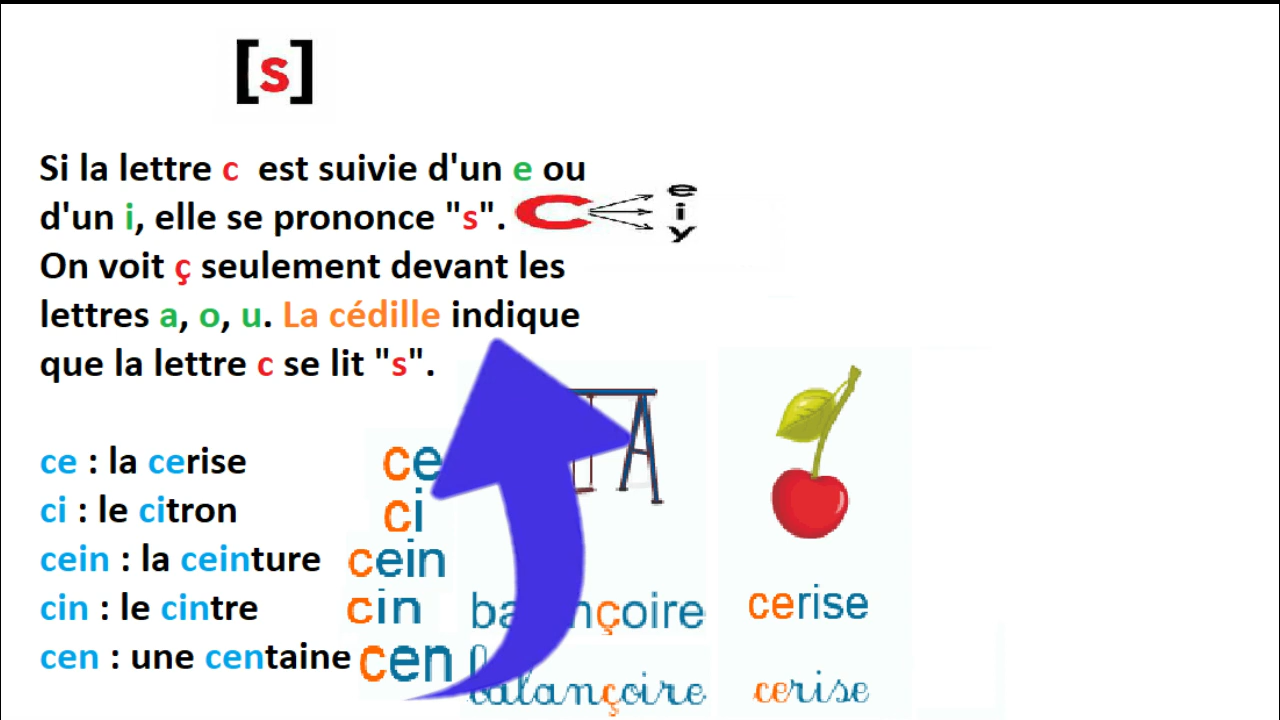 [s]
Si la lettre c est suivie d'un e ou
d'un i, elle se prononce "s".
c e
i
y
On voit ç seulement devant les
lettres a, o, u. La cédille indique
que la lettre c se lit "s".
ce : la cerise
ci : le citron
cein : la ceinture
cin : le cintre
cen : une centaine
ce
ci
cein
cin
cen
balançoire
balançoire
cerise
cerise